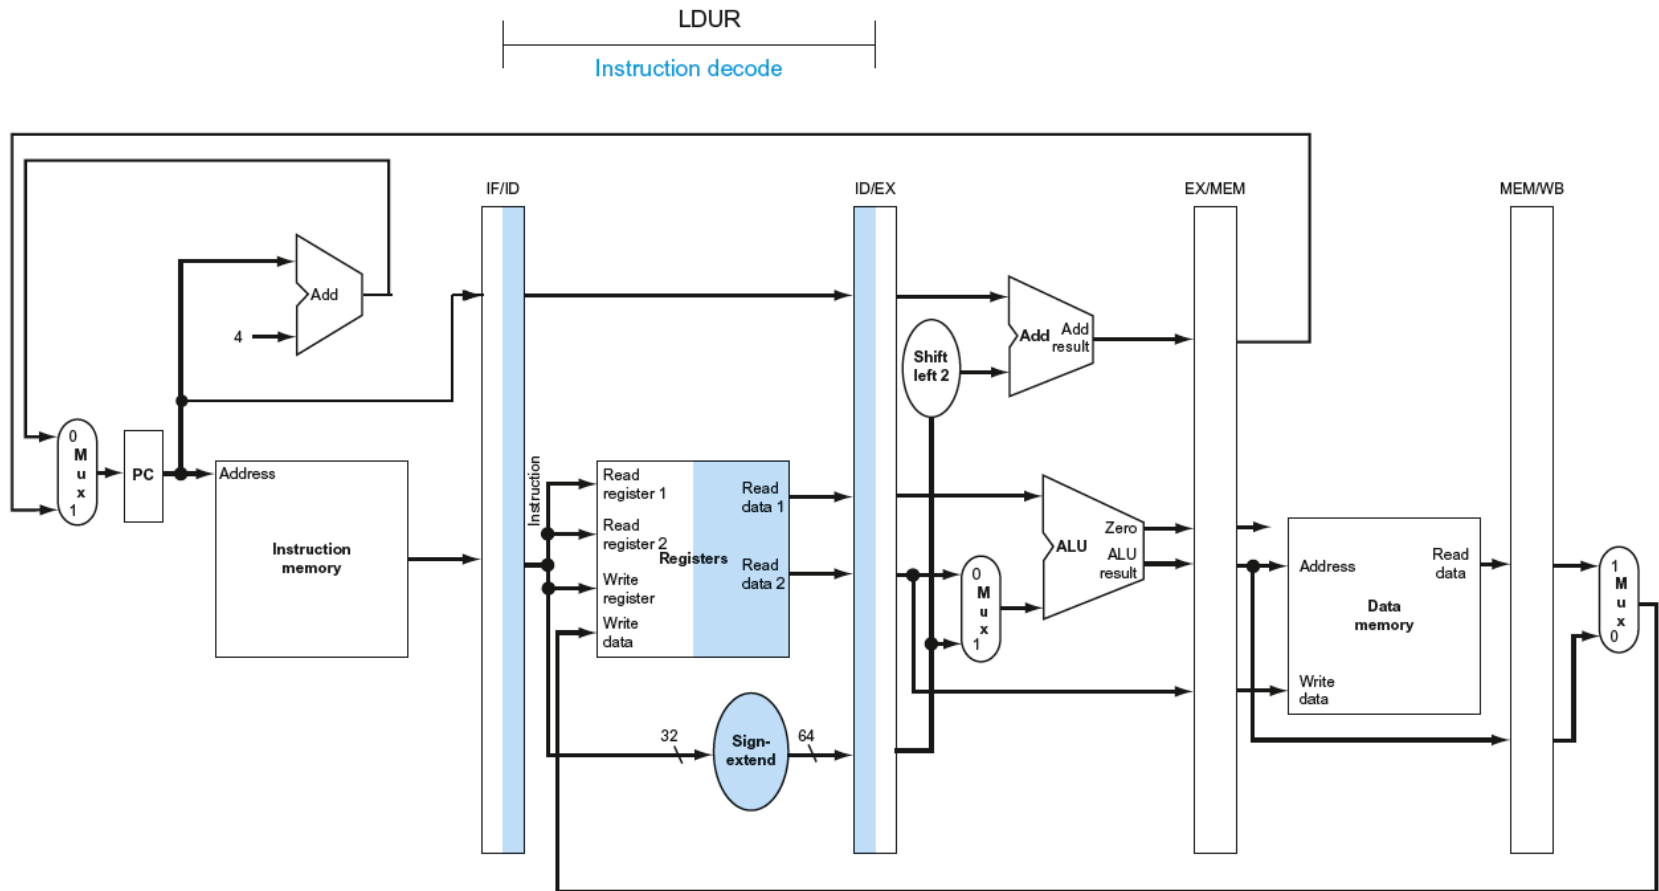 LDUR
Instruction decode
IF/ID
ID/EX
EX/MEM
MEM/WB
Add
4
Shift
left 2
Add
Add
result
0
M
u
x
1
PC
Address
Instruction
memory
Instruction
Read
register 1
Read
register 2
Write
register
Write
data
Registers
Read
data 1
Read
data 2
32
Sign-
extend
64
0
M
u
x
1
Zero
ALU
ALU
result
Address
Read
data
Data
memory
Write
data
1
M
u
x
0